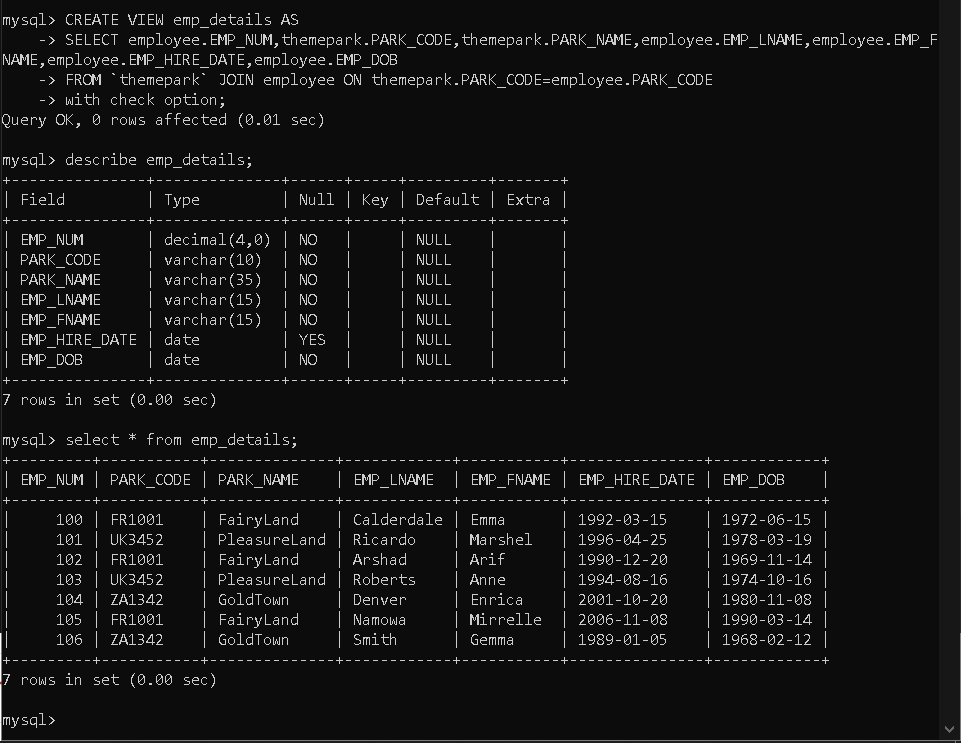 mysql> CREATE VIEW emp_details AS
    -> SELECT employee.EMP_NUM,themepark.PARK_CODE,themepark.PARK_NAME,employee.EMP_LNAME,employee.EMP_F
NAME,employee.EMP_HIRE_DATE,employee.EMP_DOB
    -> FROM `themepark` JOIN employee ON themepark.PARK_CODE=employee.PARK_CODE
    -> with check option;
Query OK, 0 rows affected (0.01 sec)

mysql> describe emp_details;
+---------------+--------------+------+-----+---------+-------+
| Field         | Type         | Null | Key | Default | Extra |
+---------------+--------------+------+-----+---------+-------+
| EMP_NUM       | decimal(4,0) | NO   |     | NULL    |       |
| PARK_CODE     | varchar(10)  | NO   |     | NULL    |       |
| PARK_NAME     | varchar(35)  | NO   |     | NULL    |       |
| EMP_LNAME     | varchar(15)  | NO   |     | NULL    |       |
| EMP_FNAME     | varchar(15)  | NO   |     | NULL    |       |
| EMP_HIRE_DATE | date         | YES  |     | NULL    |       |
| EMP_DOB       | date         | NO   |     | NULL    |       |
+---------------+--------------+------+-----+---------+-------+
7 rows in set (0.00 sec)

mysql> select * from emp_details;
+---------+-----------+--------------+------------+-----------+---------------+------------+
| EMP_NUM | PARK_CODE | PARK_NAME    | EMP_LNAME  | EMP_FNAME | EMP_HIRE_DATE | EMP_DOB    |
+---------+-----------+--------------+------------+-----------+---------------+------------+
|     100 | FR1001    | FairyLand    | Calderdale | Emma      | 1992-03-15    | 1972-06-15 |
|     101 | UK3452    | PleasureLand | Ricardo    | Marshel   | 1996-04-25    | 1978-03-19 |
|     102 | FR1001    | FairyLand    | Arshad     | Arif      | 1990-12-20    | 1969-11-14 |
|     103 | UK3452    | PleasureLand | Roberts    | Anne      | 1994-08-16    | 1974-10-16 |
|     104 | ZA1342    | GoldTown     | Denver     | Enrica    | 2001-10-20    | 1980-11-08 |
|     105 | FR1001    | FairyLand    | Namowa     | Mirrelle  | 2006-11-08    | 1990-03-14 |
|     106 | ZA1342    | GoldTown     | Smith      | Gemma     | 1989-01-05    | 1968-02-12 |
+---------+-----------+--------------+------------+-----------+---------------+------------+
7 rows in set (0.00 sec)

mysql>